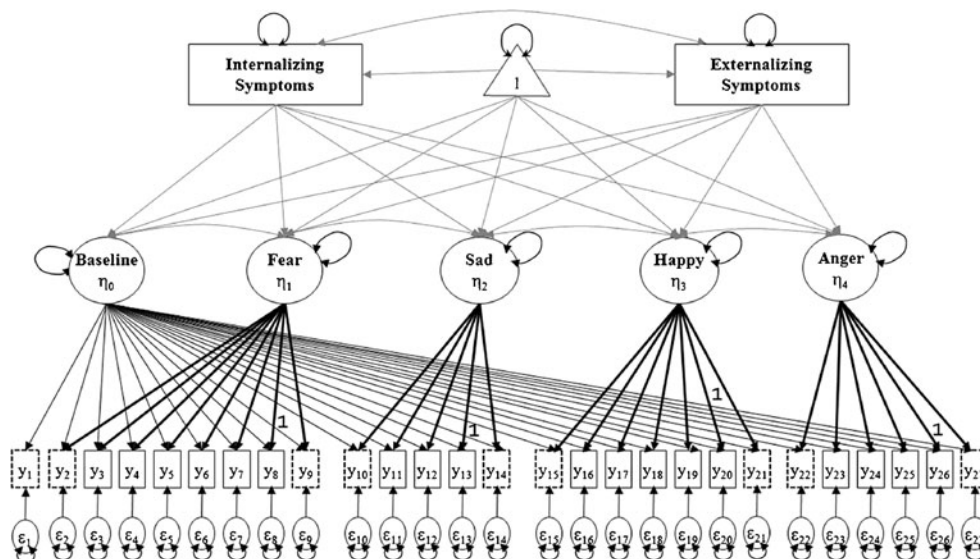 Internalizing
Symptoms
1
Externalizing
Symptoms
Baseline
η₀
Fear
η₁
Sad
η₂
Happy
η₃
Anger
η₄
1
1
1
1
y₁ y₂ y₃ y₄ y₅ y₆ y₇ y₈ y₉ y₁₀ y₁₁ y₁₂ y₁₃ y₁₄ y₁₅ y₁₆ y₁₇ y₁₈ y₁₉ y₂₀ y₂₁ y₂₂ y₂₃ y₂₄ y₂₅ y₂₆
ε₁ ε₂ ε₃ ε₄ ε₅ ε₆ ε₇ ε₈ ε₉ ε₁₀ ε₁₁ ε₁₂ ε₁₃ ε₁₄ ε₁₅ ε₁₆ ε₁₇ ε₁₈ ε₁₉ ε₂₀ ε₂₁ ε₂₂ ε₂₃ ε₂₄ ε₂₅ ε₂₆